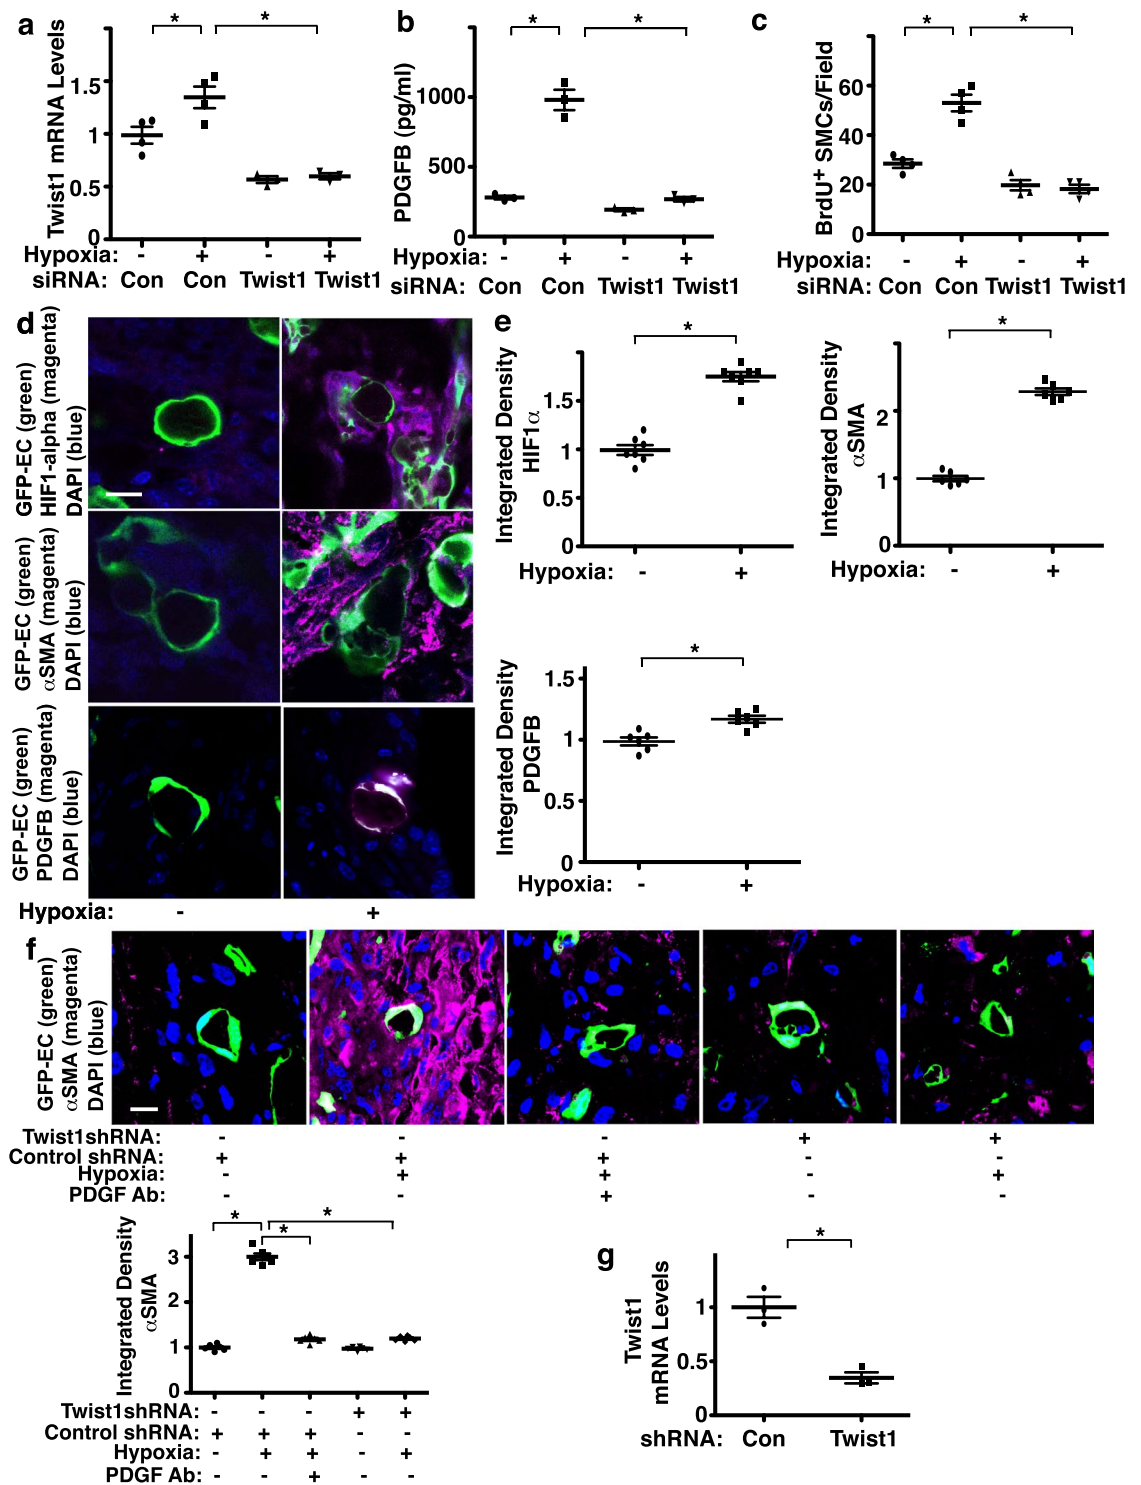 a
Twist1 mRNA Levels
* *
1.5
1
0.5
0
Hypoxia: - + - +
siRNA: Con Con Twist1 Twist1
b
PDGFB (pg/ml)
* *
1000
500
0
Hypoxia: - + - +
siRNA: Con Con Twist1 Twist1
c
BrdU+ SMCs/Field
* *
60
40
20
0
Hypoxia: - + - +
siRNA: Con Con Twist1 Twist1
d
GFP-EC (green)
HIF1-alpha (magenta)
DAPI (blue)
GFP-EC (green)
αSMA (magenta)
DAPI (blue)
GFP-EC (green)
PDGFB (magenta)
DAPI (blue)
Hypoxia: - +
e
Integrated Density
HIF1α
*
1.5
1
0.5
0
Hypoxia: - +
Integrated Density
αSMA
*
2
1
0
Hypoxia: - +
Integrated Density
PDGFB
*
1.5
1
0.5
0
Hypoxia: - +
f
GFP-EC (green)
αSMA (magenta)
DAPI (blue)
Twist1shRNA: - - - + +
Control shRNA: + + + - -
Hypoxia: - + + - +
PDGF Ab: - - + - -
Integrated Density
αSMA
* * *
3
2
1
0
Twist1shRNA: - - - + +
Control shRNA: + + + - -
Hypoxia: - + + - +
PDGF Ab: - - + - -
g
Twist1
mRNA Levels
*
1
0.5
0
shRNA: Con Twist1